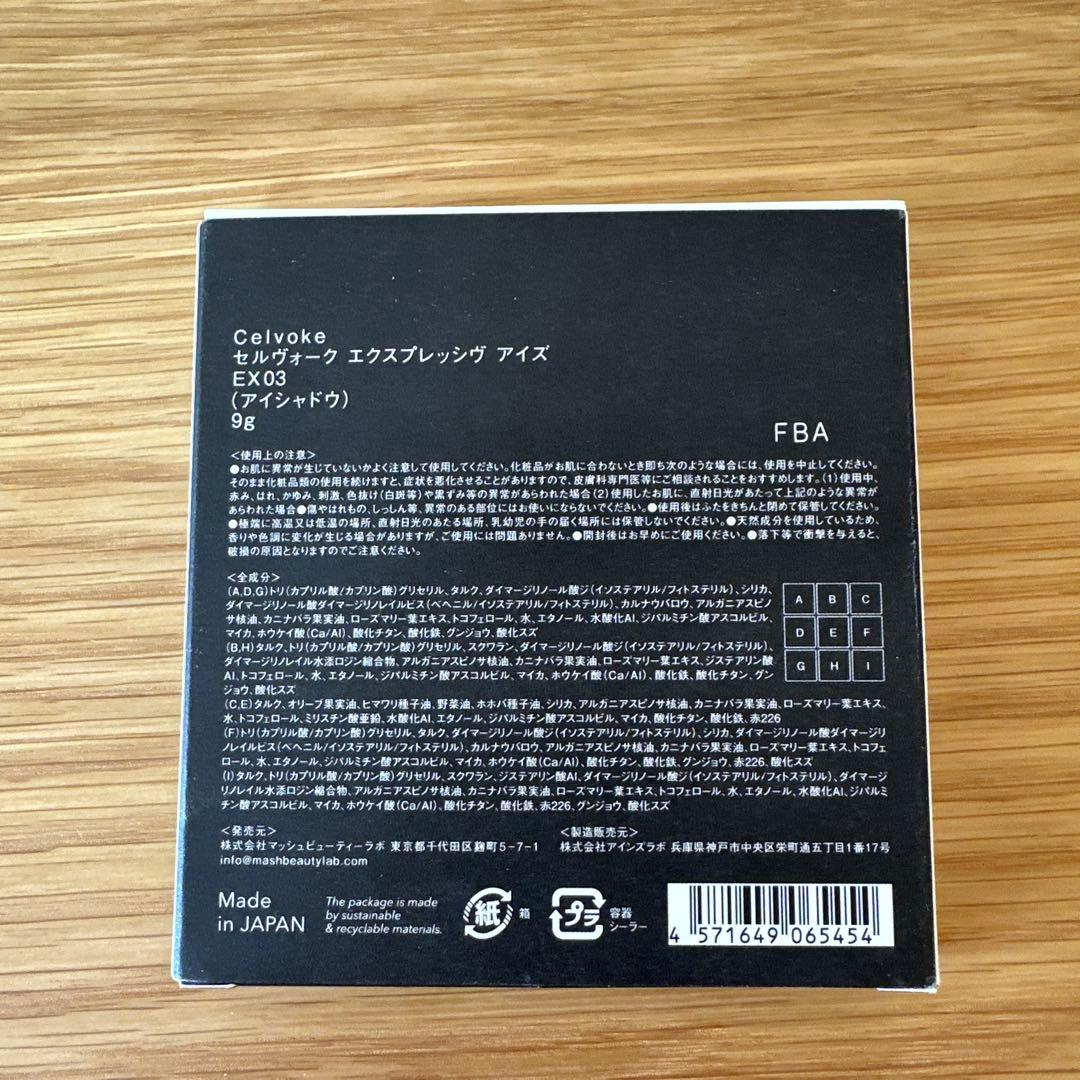 Celvoke
セルヴォーク エクスプレッシヴ アイズ
EX03
(アイシャドウ)
9g
FBA
<使用上の注意>
●お肌に異常が生じていないかよく注意して使用してください。化粧品がお肌に合わないとき即ち次のような場合には、使用を中止してください。
そのまま化粧品類の使用を続けますと、症状を悪化させることがありますので、皮膚科専門医等にご相談されることをおすすめします。(1)使用中、
赤み、はれ、かゆみ、刺激、色抜け(白斑等)や黒ずみ等の異常があらわれた場合(2)使用したお肌に、直射日光があたって上記のような異常が
あらわれた場合●傷やはれもの、しっしん等、異常のある部位にはお使いにならないでください。●使用後はふたをきちんと閉めて保管してください。
●極端に高温又は低温の場所、直射日光のあたる場所、乳幼児の手の届く場所には保管しないでください。●天然成分を使用しているため、
香りや色調に変化が生じる場合がありますが、ご使用には問題ありません。●開封後はお早めにご使用ください。●落下等で衝撃を与えると、
破損の原因となりますのでご注意ください。
<全成分>
(A,D,G)トリ(カプリル酸/カプリン酸)グリセリル、タルク、ダイマージリノール酸ジ(イソステアリル/フィトステリル)、シリカ、
ダイマージリノール酸ダイマージリノレイルビス(ベヘニル/イソステアリル/フィトステリル)、カルナウバロウ、アルガニアスピノ
サ核油、カニナバラ果実油、ローズマリー葉エキス、トコフェロール、水、エタノール、水酸化Al、ジパルミチン酸アスコルビル、
マイカ、ホウケイ酸(Ca/Al)、酸化チタン、酸化鉄、グンジョウ、酸化スズ
(B,H)タルク、トリ(カプリル酸/カプリン酸)グリセリル、スクワラン、ダイマージリノール酸ジ(イソステアリル/フィトステリル)、
ダイマージリノレイル水添ロジン縮合物、アルガニアスピノサ核油、カニナバラ果実油、ローズマリー葉エキス、ジステアリン酸
Al、トコフェロール、水、エタノール、ジパルミチン酸アスコルビル、マイカ、ホウケイ酸(Ca/Al)、酸化鉄、酸化チタン、グン
ジョウ、酸化スズ
(C,E)タルク、オリーブ果実油、ヒマワリ種子油、野菜油、ホホバ種子油、シリカ、アルガニアスピノサ核油、カニナバラ果実油、ローズマリー葉エキス、
水、トコフェロール、ミリスチン酸亜鉛、水酸化Al、エタノール、ジパルミチン酸アスコルビル、マイカ、酸化チタン、酸化鉄、赤226
(F)トリ(カプリル酸/カプリン酸)グリセリル、タルク、ダイマージリノール酸ジ(イソステアリル/フィトステリル)、シリカ、ダイマージリノール酸ダイマージリ
ノレイルビス(ベヘニル/イソステアリル/フィトステリル)、カルナウバロウ、アルガニアスピノサ核油、カニナバラ果実油、ローズマリー葉エキス、トコフェ
ロール、水、エタノール、ジパルミチン酸アスコルビル、マイカ、ホウケイ酸(Ca/Al)、酸化チタン、酸化鉄、グンジョウ、赤226、酸化スズ
(I)タルク、トリ(カプリル酸/カプリン酸)グリセリル、スクワラン、ジステアリン酸Al、ダイマージリノール酸ジ(イソステアリル/フィトステリル)、ダイマージ
リノレイル水添ロジン縮合物、アルガニアスピノサ核油、カニナバラ果実油、ローズマリー葉エキス、トコフェロール、水、エタノール、水酸化Al、ジパルミ
チン酸アスコルビル、マイカ、ホウケイ酸(Ca/Al)、酸化チタン、酸化鉄、赤226、グンジョウ、酸化スズ
A B C
D E F
G H I
<発売元>
株式会社マッシュビューティーラボ 東京都千代田区麹町5-7-1
info@mashbeautylab.com
<製造販売元>
株式会社アインズラボ 兵庫県神戸市中央区栄町通五丁目1番17号
Made
in JAPAN
The package is made
by sustainable
& recyclable materials.
紙
箱
プラ
容器
シーラー
4 571649 065454